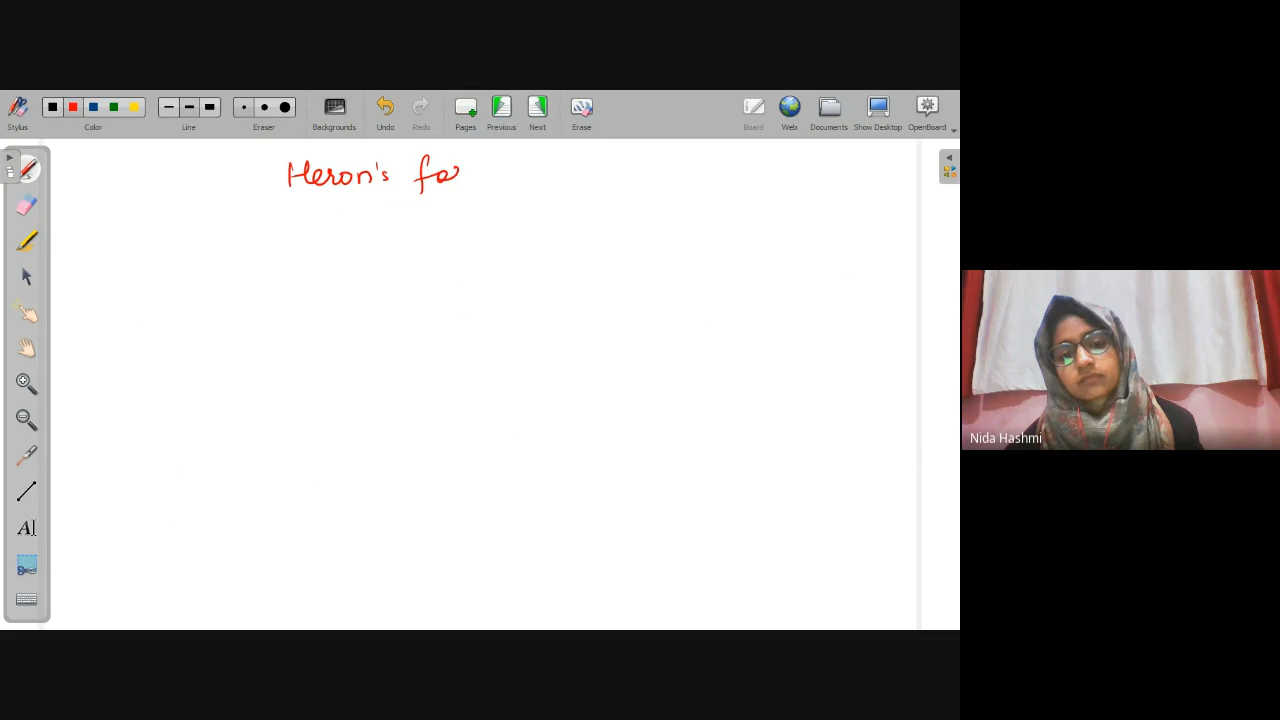 Stylus
Color
Line
Eraser
Backgrounds
Undo
Redo
Pages
Previous
Next
Erase
Board
Web
Documents
Show Desktop
OpenBoard
Heron's fo
A
Nida Hashmi